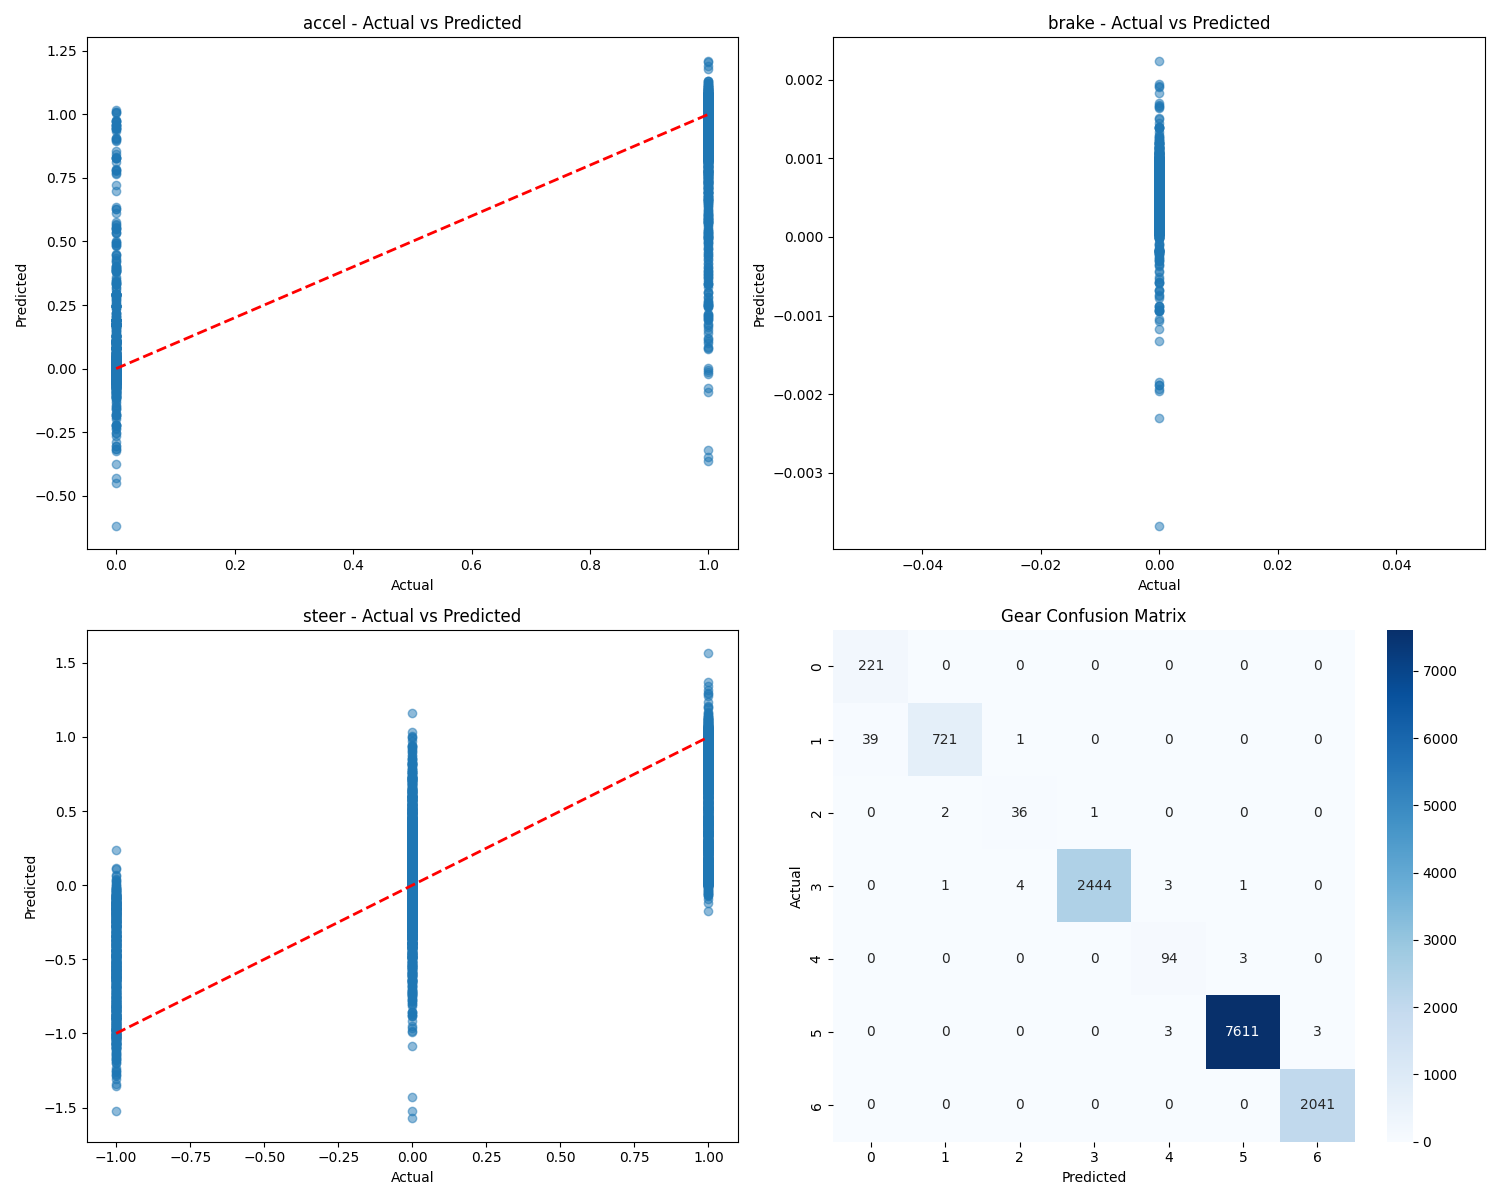 accel - Actual vs Predicted
1.25
1.00
0.75
0.50
0.25
0.00
−0.25
−0.50
Predicted
0.0 0.2 0.4 0.6 0.8 1.0
Actual
brake - Actual vs Predicted
0.002
0.001
0.000
−0.001
−0.002
−0.003
Predicted
−0.04 −0.02 0.00 0.02 0.04
Actual
steer - Actual vs Predicted
1.5
1.0
0.5
0.0
−0.5
−1.0
−1.5
Predicted
−1.00 −0.75 −0.50 −0.25 0.00 0.25 0.50 0.75 1.00
Actual
Gear Confusion Matrix
0 221 0 0 0 0 0 0
1 39 721 1 0 0 0 0
2 0 2 36 1 0 0 0
3 0 1 4 2444 3 1 0
4 0 0 0 0 94 3 0
5 0 0 0 0 3 7611 3
6 0 0 0 0 0 0 2041
Actual
0 1 2 3 4 5 6
Predicted
7000
6000
5000
4000
3000
2000
1000
0